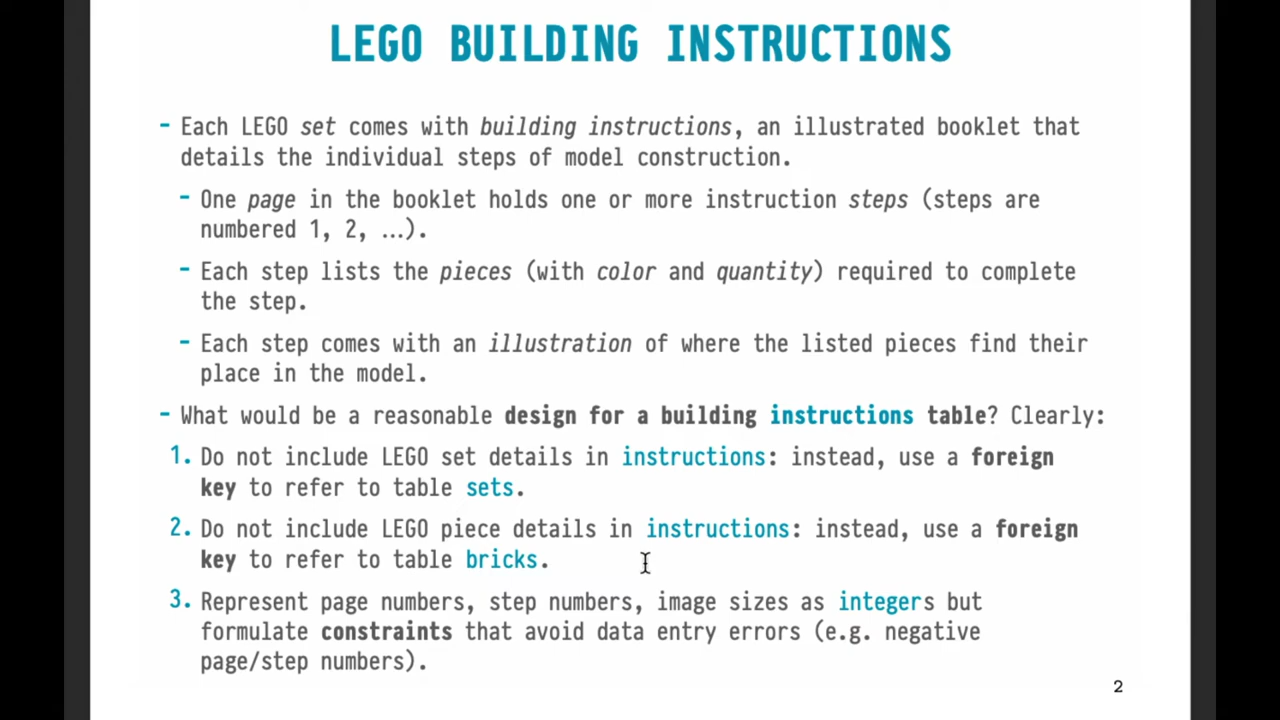 LEGO BUILDING INSTRUCTIONS
- Each LEGO set comes with building instructions, an illustrated booklet that
details the individual steps of model construction.
- One page in the booklet holds one or more instruction steps (steps are
numbered 1, 2, …).
- Each step lists the pieces (with color and quantity) required to complete
the step.
- Each step comes with an illustration of where the listed pieces find their
place in the model.
- What would be a reasonable design for a building instructions table? Clearly:
1. Do not include LEGO set details in instructions: instead, use a foreign
key to refer to table sets.
2. Do not include LEGO piece details in instructions: instead, use a foreign
key to refer to table bricks.
3. Represent page numbers, step numbers, image sizes as integers but
formulate constraints that avoid data entry errors (e.g. negative
page/step numbers).
2